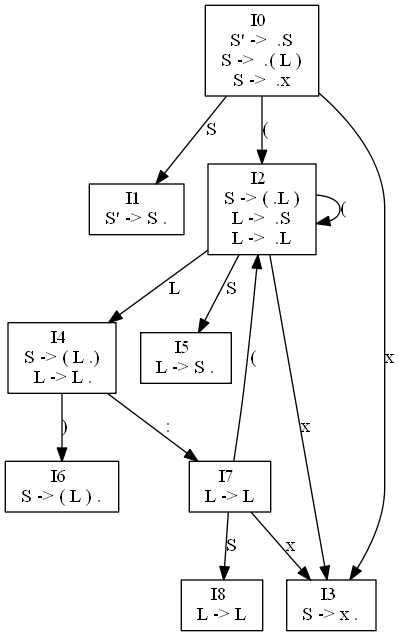 I0
S' -> .S
S -> .( L )
S -> .x
S
(
I1
S' -> S .
I2
S -> ( .L )
L -> .S
L -> .L
(
x
L
S
I4
S -> ( L .)
L -> L .
I5
L -> S .
(
x
)
:
I6
S -> ( L ) .
I7
L -> L
S
x
I8
L -> L
I3
S -> x .